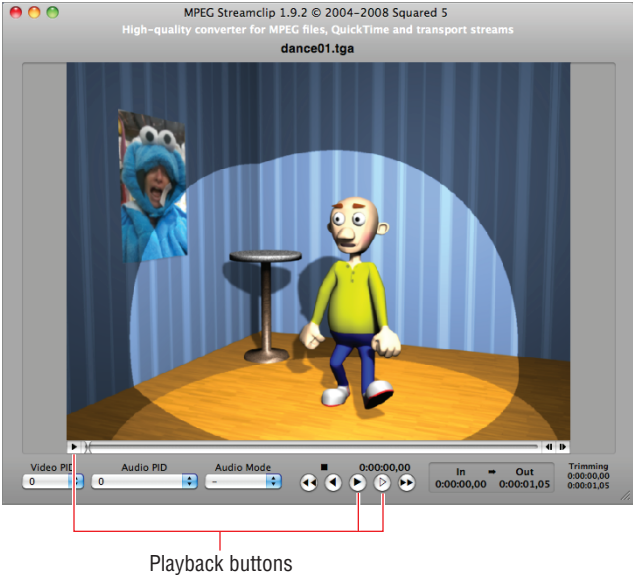 MPEG Streamclip 1.9.2 © 2004-2008 Squared 5
High-quality converter for MPEG files, QuickTime and transport streams
dance01.tga
Video PID
0
Audio PID
0
Audio Mode
–
0:00:00,00
In ➡ Out
0:00:00,00 0:00:01,05
Trimming
0:00:00,00
0:00:01,05
Playback buttons